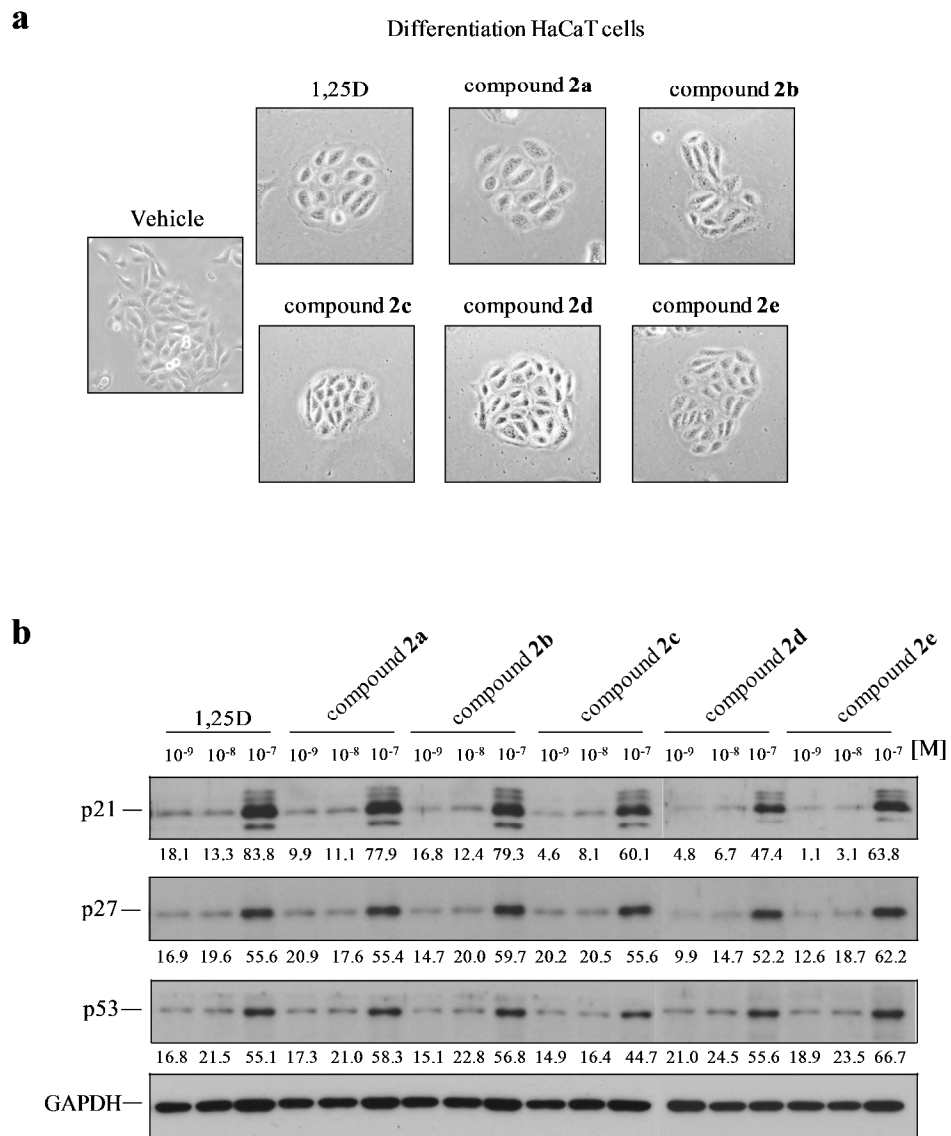 a
Differentiation HaCaT cells
1,25D
compound 2a
compound 2b
Vehicle
compound 2c
compound 2d
compound 2e
b
1,25D
compound 2a
compound 2b
compound 2c
compound 2d
compound 2e
10⁻⁹ 10⁻⁸ 10⁻⁷ 10⁻⁹ 10⁻⁸ 10⁻⁷ 10⁻⁹ 10⁻⁸ 10⁻⁷ 10⁻⁹ 10⁻⁸ 10⁻⁷ 10⁻⁹ 10⁻⁸ 10⁻⁷ 10⁻⁹ 10⁻⁸ 10⁻⁷ [M]
p21
18.1 13.3 83.8 9.9 11.1 77.9 16.8 12.4 79.3 4.6 8.1 60.1 4.8 6.7 47.4 1.1 3.1 63.8
p27
16.9 19.6 55.6 20.9 17.6 55.4 14.7 20.0 59.7 20.2 20.5 55.6 9.9 14.7 52.2 12.6 18.7 62.2
p53
16.8 21.5 55.1 17.3 21.0 58.3 15.1 22.8 56.8 14.9 16.4 44.7 21.0 24.5 55.6 18.9 23.5 66.7
GAPDH